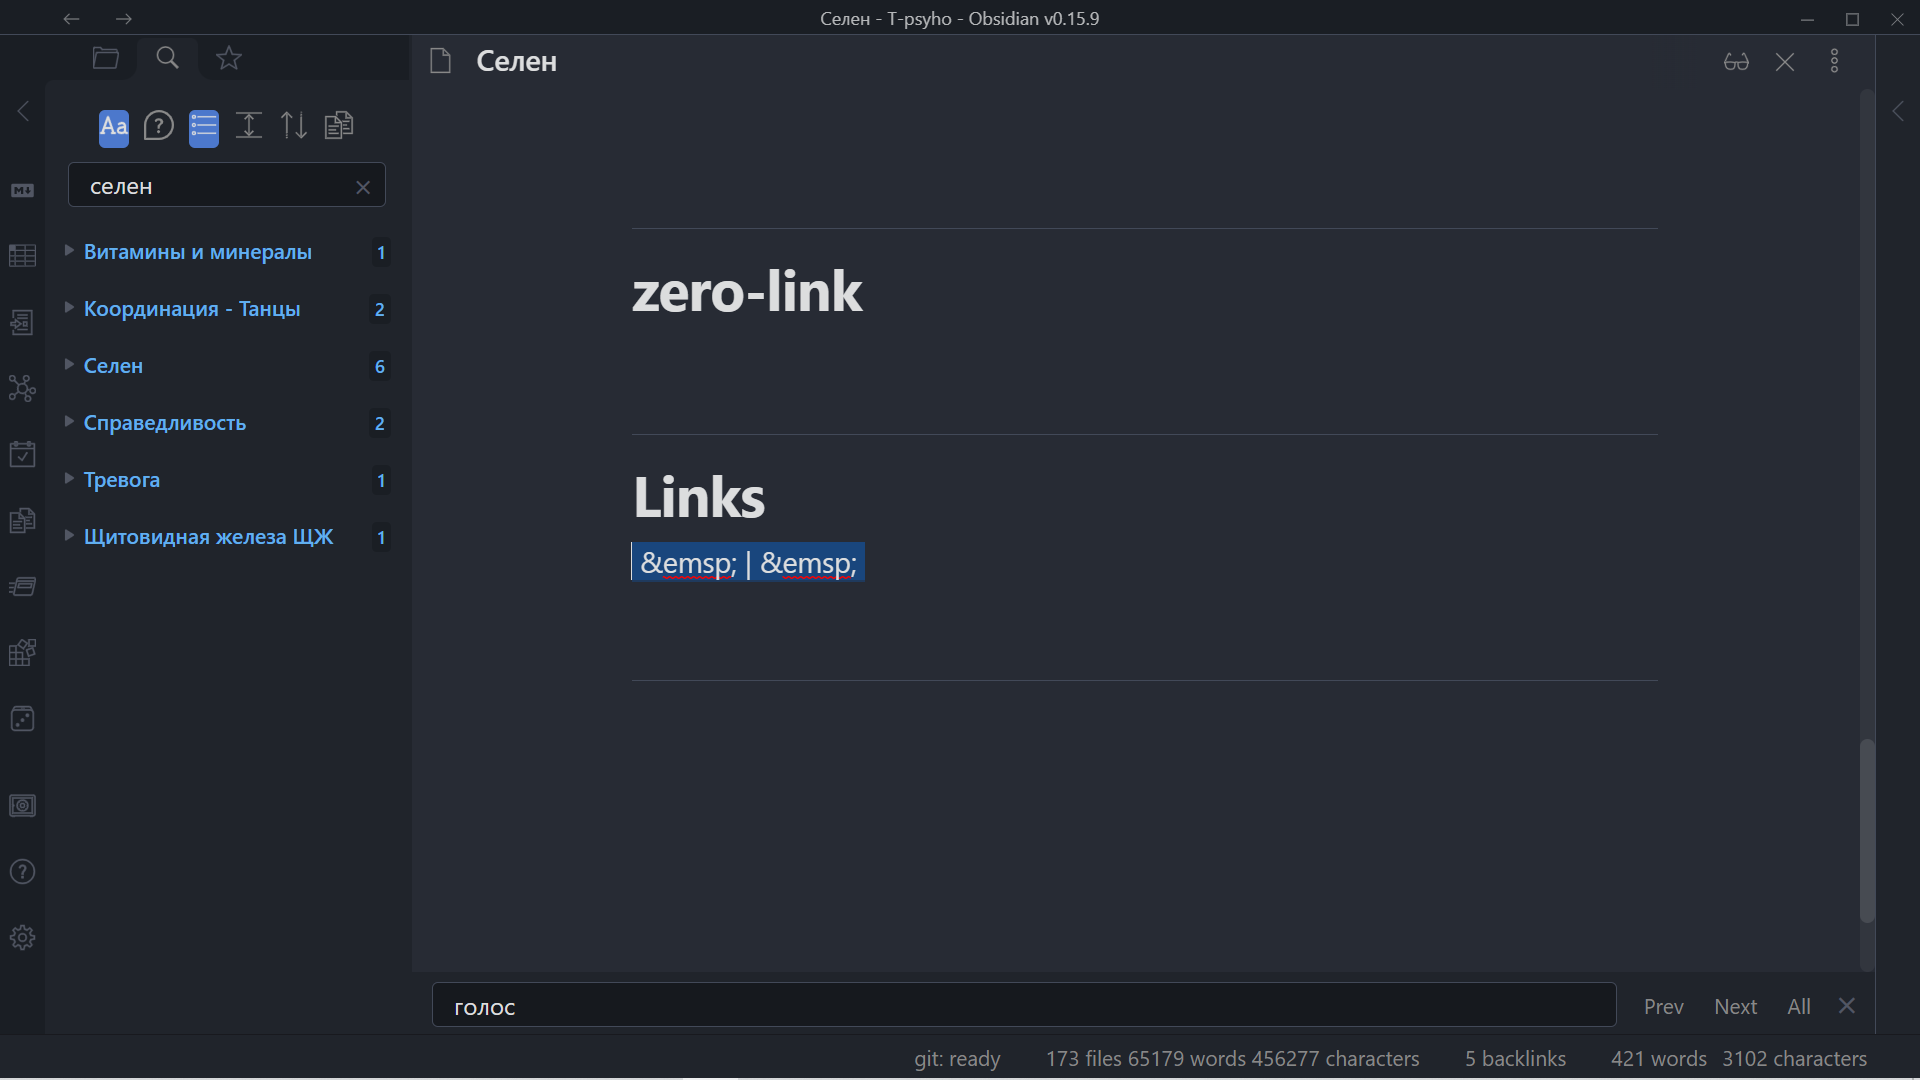 Селен - T-psyho - Obsidian v0.15.9
Селен
Aa
M
селен
Витамины и минералы 1
Координация - Танцы 2
Селен 6
Справедливость 2
Тревога 1
Щитовидная железа ЩЖ 1
zero-link
Links
&emsp; | &emsp;
голос
Prev Next All
git: ready 173 files 65179 words 456277 characters 5 backlinks 421 words 3102 characters